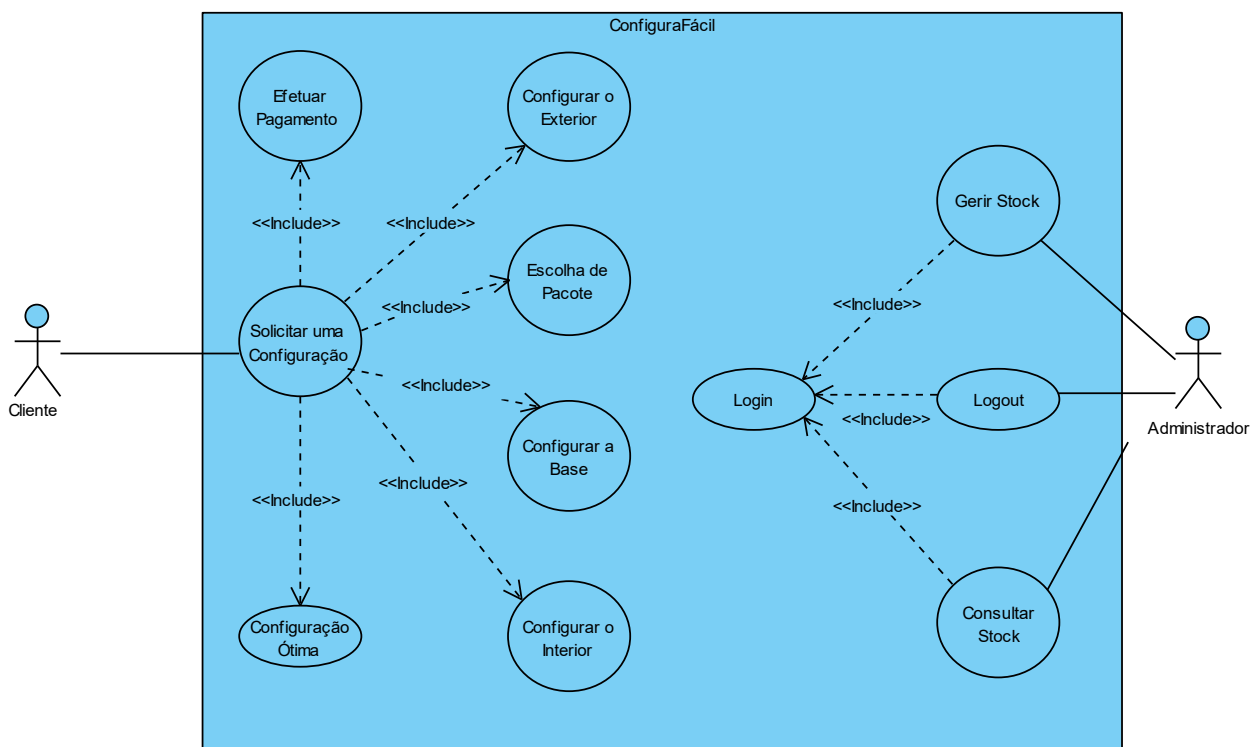 ConfiguraFácil
Efetuar
Pagamento
Configurar o
Exterior
<<Include>>
<<Include>>
Escolha de
Pacote
<<Include>>
Solicitar uma
Configuração
<<Include>>
Configurar a
Base
<<Include>>
<<Include>>
Configuração
Ótima
Configurar o
Interior
Cliente
Gerir Stock
<<Include>>
Login
Logout
<<Include>>
<<Include>>
Consultar
Stock
Administrador